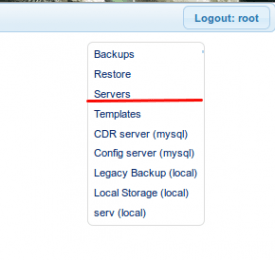 Logout: root
Backups
Restore
Servers
Templates
CDR server (mysql)
Config server (mysql)
Legacy Backup (local)
Local Storage (local)
serv (local)